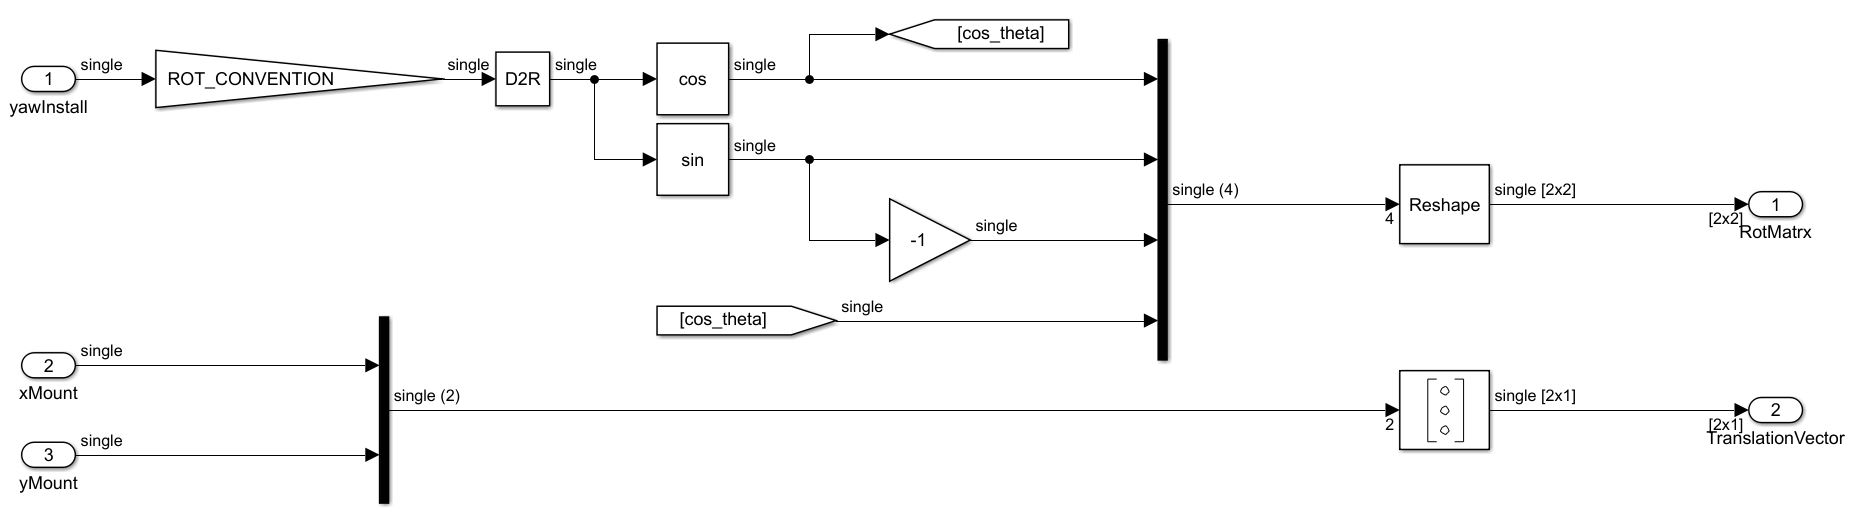 [cos_theta]
1
single
ROT_CONVENTION
single
D2R
single
cos
single
yawInstall
sin
single
single (4)
4
Reshape
single [2x2]
[2x2]
1
RotMatrx
-1
single
[cos_theta]
single
2
single
xMount
single (2)
2
single [2x1]
[2x1]
2
TranslationVector
3
single
yMount